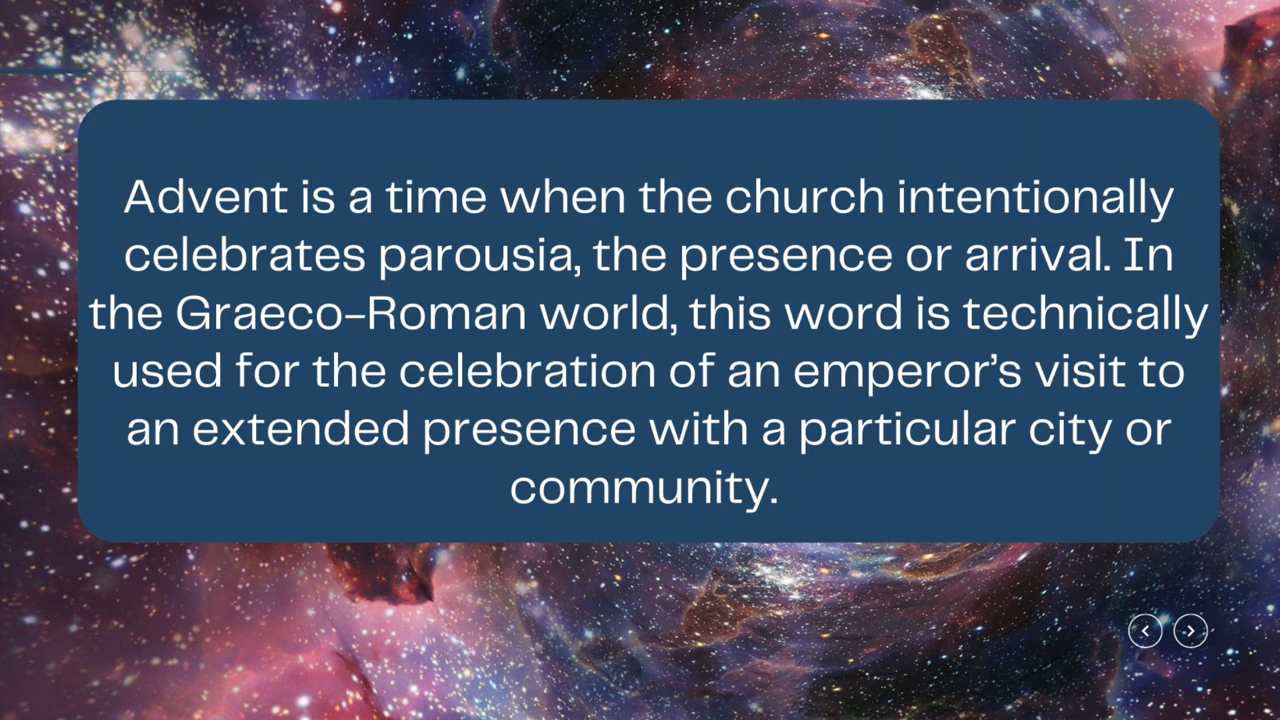 Advent is a time when the church intentionally
celebrates parousia, the presence or arrival. In
the Graeco-Roman world, this word is technically
used for the celebration of an emperor’s visit to
an extended presence with a particular city or
community.